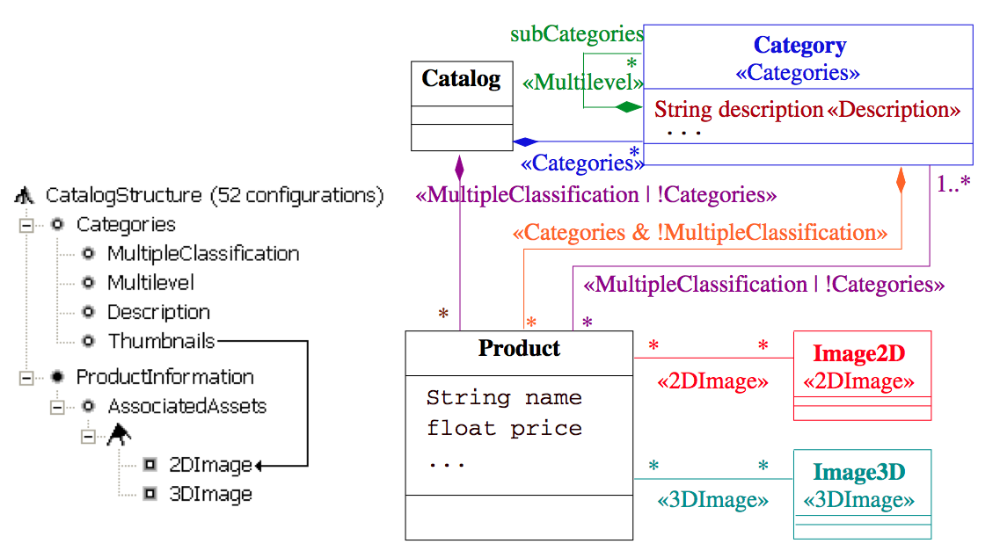 CatalogStructure (52 configurations)
Categories
MultipleClassification
Multilevel
Description
Thumbnails
ProductInformation
AssociatedAssets
2DImage
3DImage
subCategories
*
«Multilevel»
Catalog
Category
«Categories»
String description «Description»
. . .
*
«Categories»
«MultipleClassification | !Categories»
1..*
«Categories & !MultipleClassification»
«MultipleClassification | !Categories»
* * *
Product
String name
float price
...
* *
«2DImage»
Image2D
«2DImage»
* *
«3DImage»
Image3D
«3DImage»